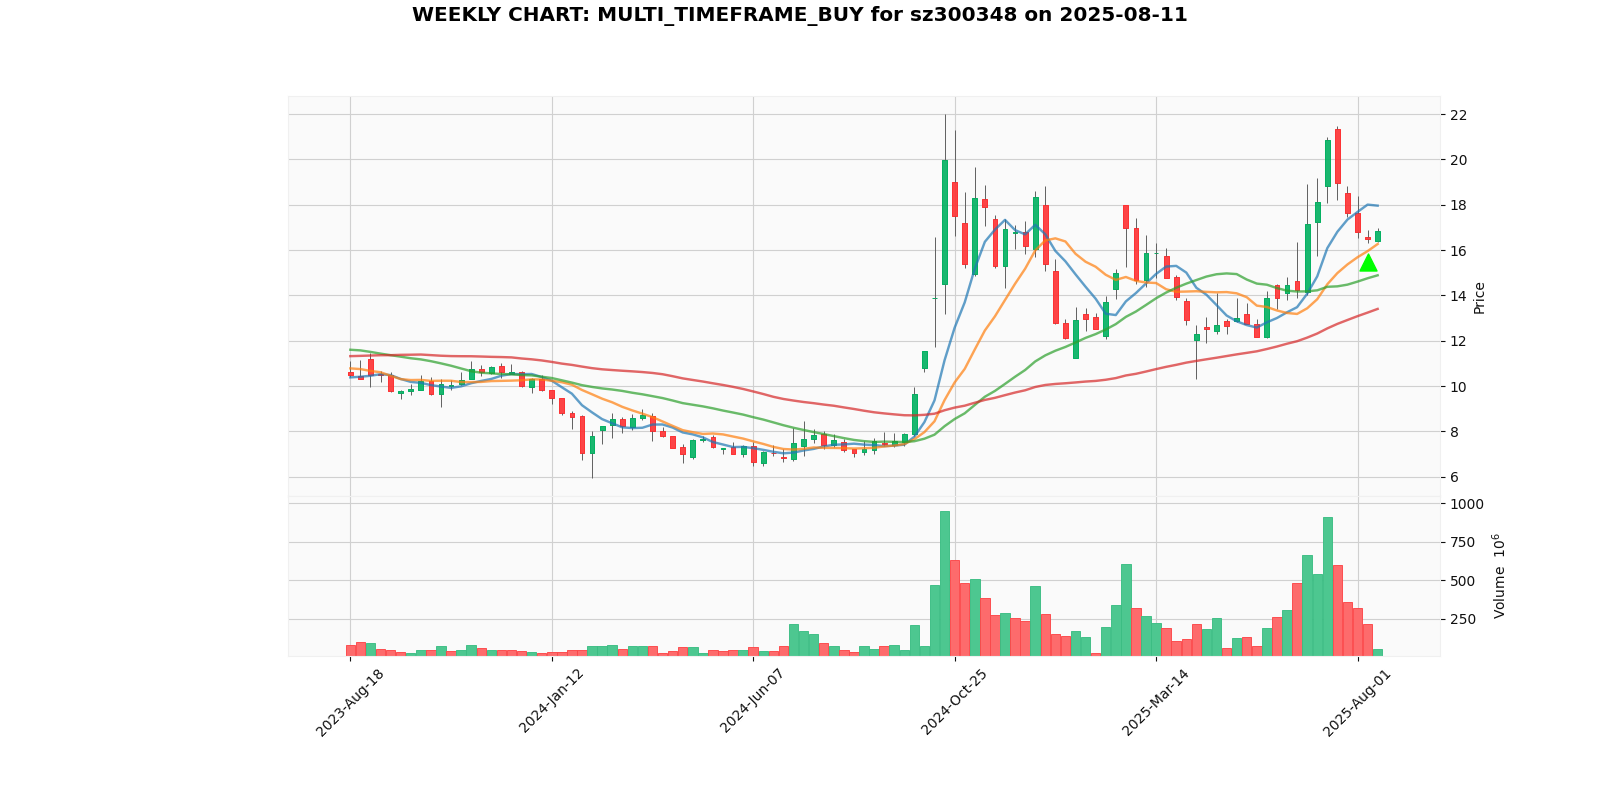 WEEKLY CHART: MULTI_TIMEFRAME_BUY for sz300348 on 2025-08-11
22
20
18
16
14
12
10
8
6
Price
1000
750
500
250
Volume 10^6
2023-Aug-18
2024-Jan-12
2024-Jun-07
2024-Oct-25
2025-Mar-14
2025-Aug-01